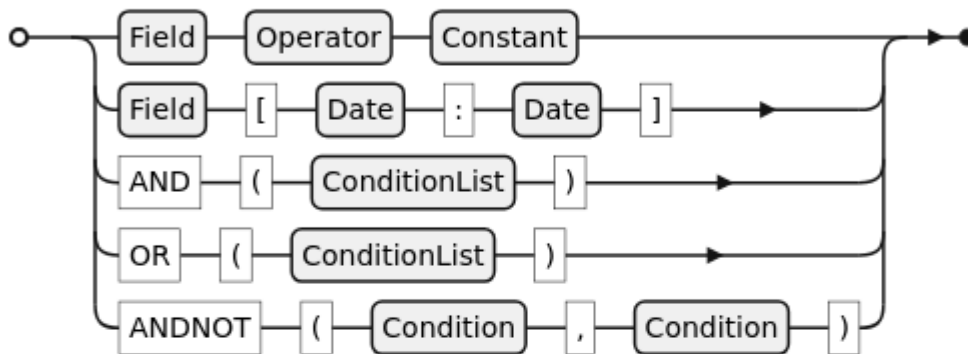 Field Operator Constant
Field [ Date : Date ]
AND ( ConditionList )
OR ( ConditionList )
ANDNOT ( Condition , Condition )